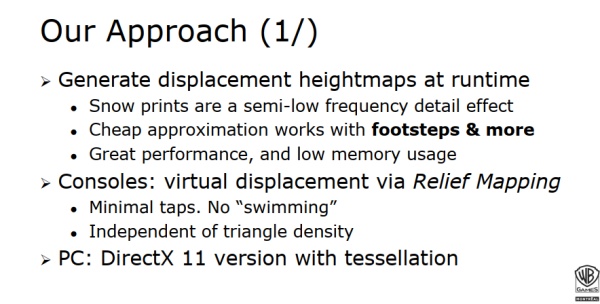 Our Approach (1/)
➢ Generate displacement heightmaps at runtime
• Snow prints are a semi-low frequency detail effect
• Cheap approximation works with footsteps & more
• Great performance, and low memory usage
➢ Consoles: virtual displacement via Relief Mapping
• Minimal taps. No “swimming”
• Independent of triangle density
➢ PC: DirectX 11 version with tessellation
WB
GAMES
MONTRÉAL